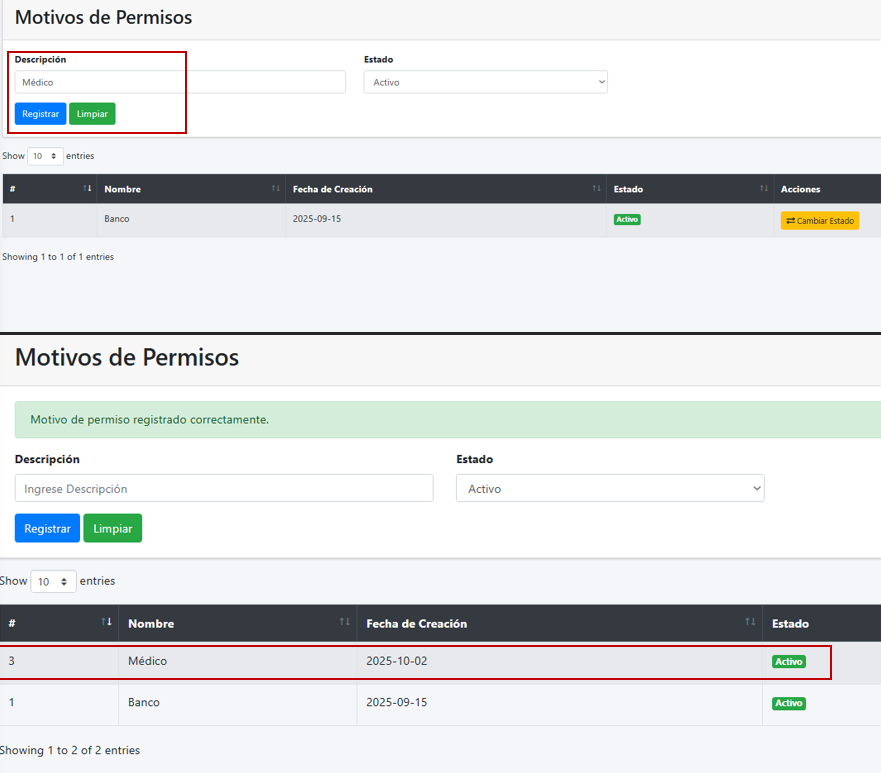 Motivos de Permisos
Descripción Estado
Médico Activo
Registrar Limpiar
Show 10 entries
# Nombre Fecha de Creación Estado Acciones
1 Banco 2025-09-15 Activo Cambiar Estado
Showing 1 to 1 of 1 entries
Motivos de Permisos
Motivo de permiso registrado correctamente.
Descripción Estado
Ingrese Descripción Activo
Registrar Limpiar
Show 10 entries
# Nombre Fecha de Creación Estado
3 Médico 2025-10-02 Activo
1 Banco 2025-09-15 Activo
Showing 1 to 2 of 2 entries